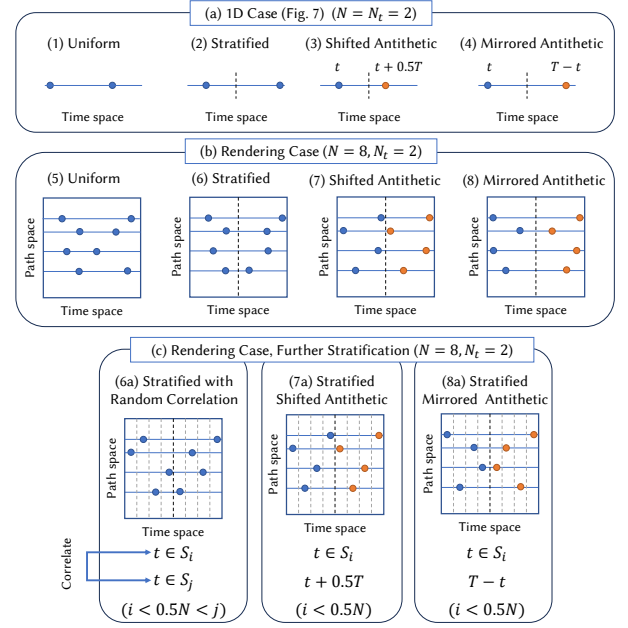 (a) 1D Case (Fig. 7) (N = N_t = 2)
(1) Uniform
(2) Stratified
(3) Shifted Antithetic
(4) Mirrored Antithetic
t
t + 0.5T
t
T − t
Time space
Time space
Time space
Time space
(b) Rendering Case (N = 8, N_t = 2)
(5) Uniform
(6) Stratified
(7) Shifted Antithetic
(8) Mirrored Antithetic
Path space
Path space
Path space
Path space
Time space
Time space
Time space
Time space
(c) Rendering Case, Further Stratification (N = 8, N_t = 2)
(6a) Stratified with
Random Correlation
(7a) Stratified
Shifted Antithetic
(8a) Stratified
Mirrored Antithetic
Path space
Path space
Path space
Time space
Time space
Time space
Correlate
t ∈ S_i
t ∈ S_j
(i < 0.5N < j)
t ∈ S_i
t + 0.5T
(i < 0.5N)
t ∈ S_i
T − t
(i < 0.5N)